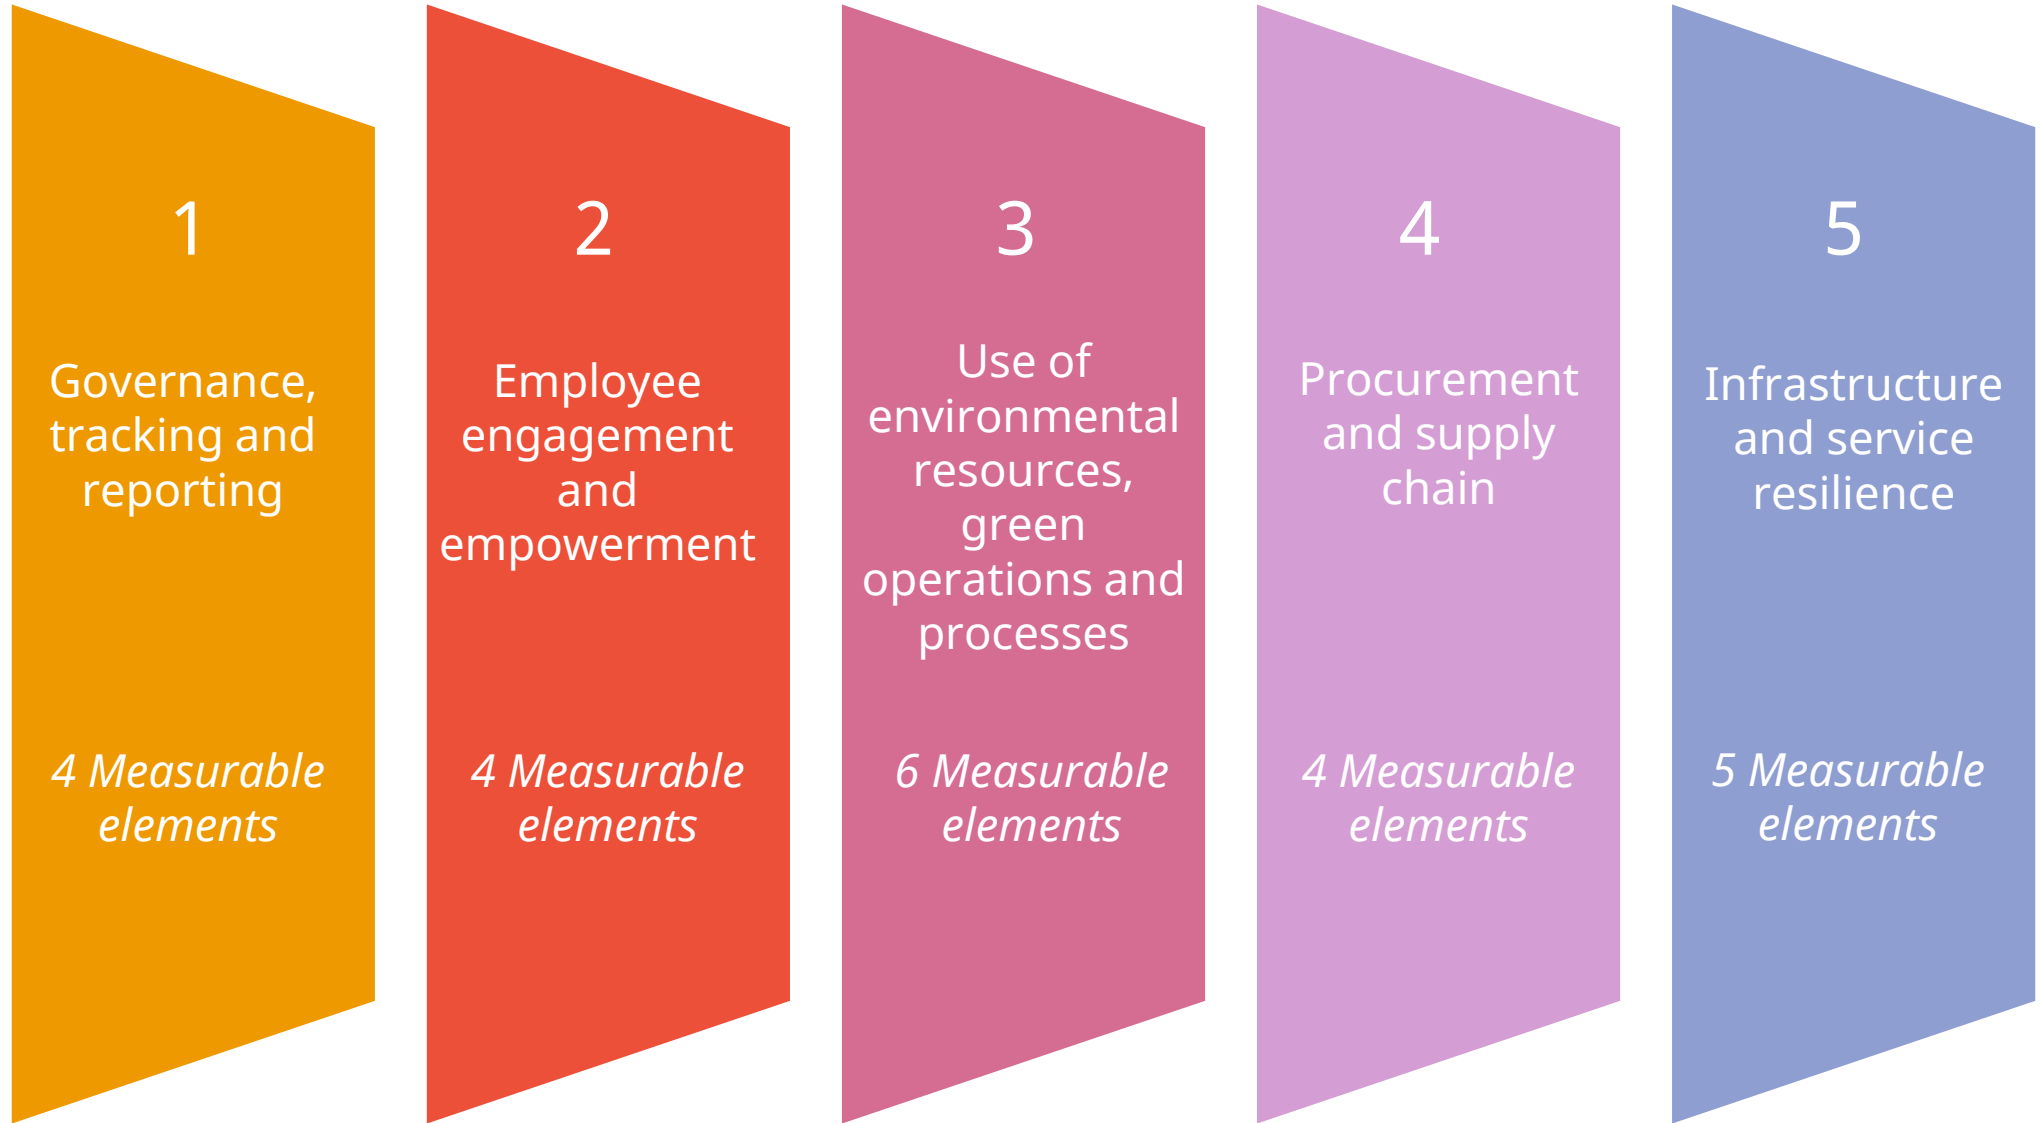 1
Governance,
tracking and
reporting
4 Measurable
elements
2
Employee
engagement
and
empowerment
4 Measurable
elements
3
Use of
environmental
resources,
green
operations and
processes
6 Measurable
elements
4
Procurement
and supply
chain
4 Measurable
elements
5
Infrastructure
and service
resilience
5 Measurable
elements